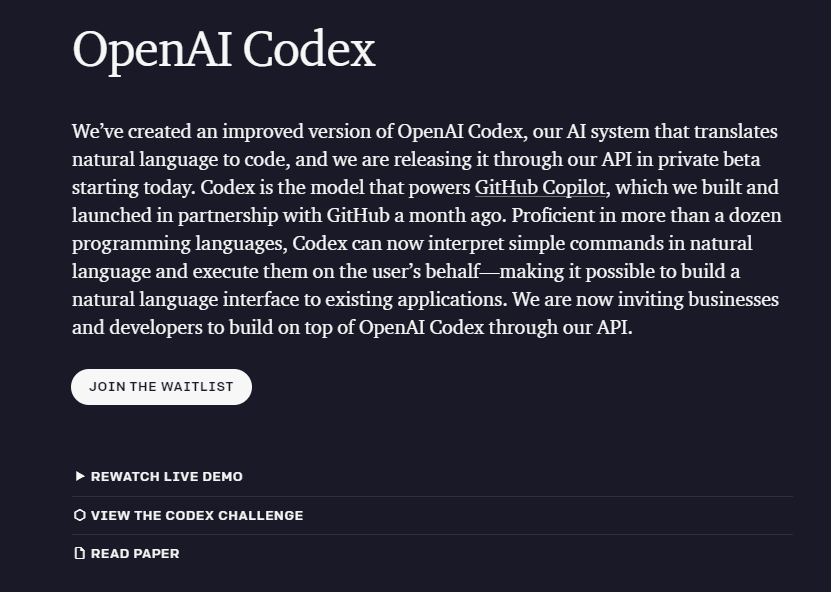 OpenAI Codex
We’ve created an improved version of OpenAI Codex, our AI system that translates
natural language to code, and we are releasing it through our API in private beta
starting today. Codex is the model that powers GitHub Copilot, which we built and
launched in partnership with GitHub a month ago. Proficient in more than a dozen
programming languages, Codex can now interpret simple commands in natural
language and execute them on the user’s behalf—making it possible to build a
natural language interface to existing applications. We are now inviting businesses
and developers to build on top of OpenAI Codex through our API.
JOIN THE WAITLIST
REWATCH LIVE DEMO
VIEW THE CODEX CHALLENGE
READ PAPER